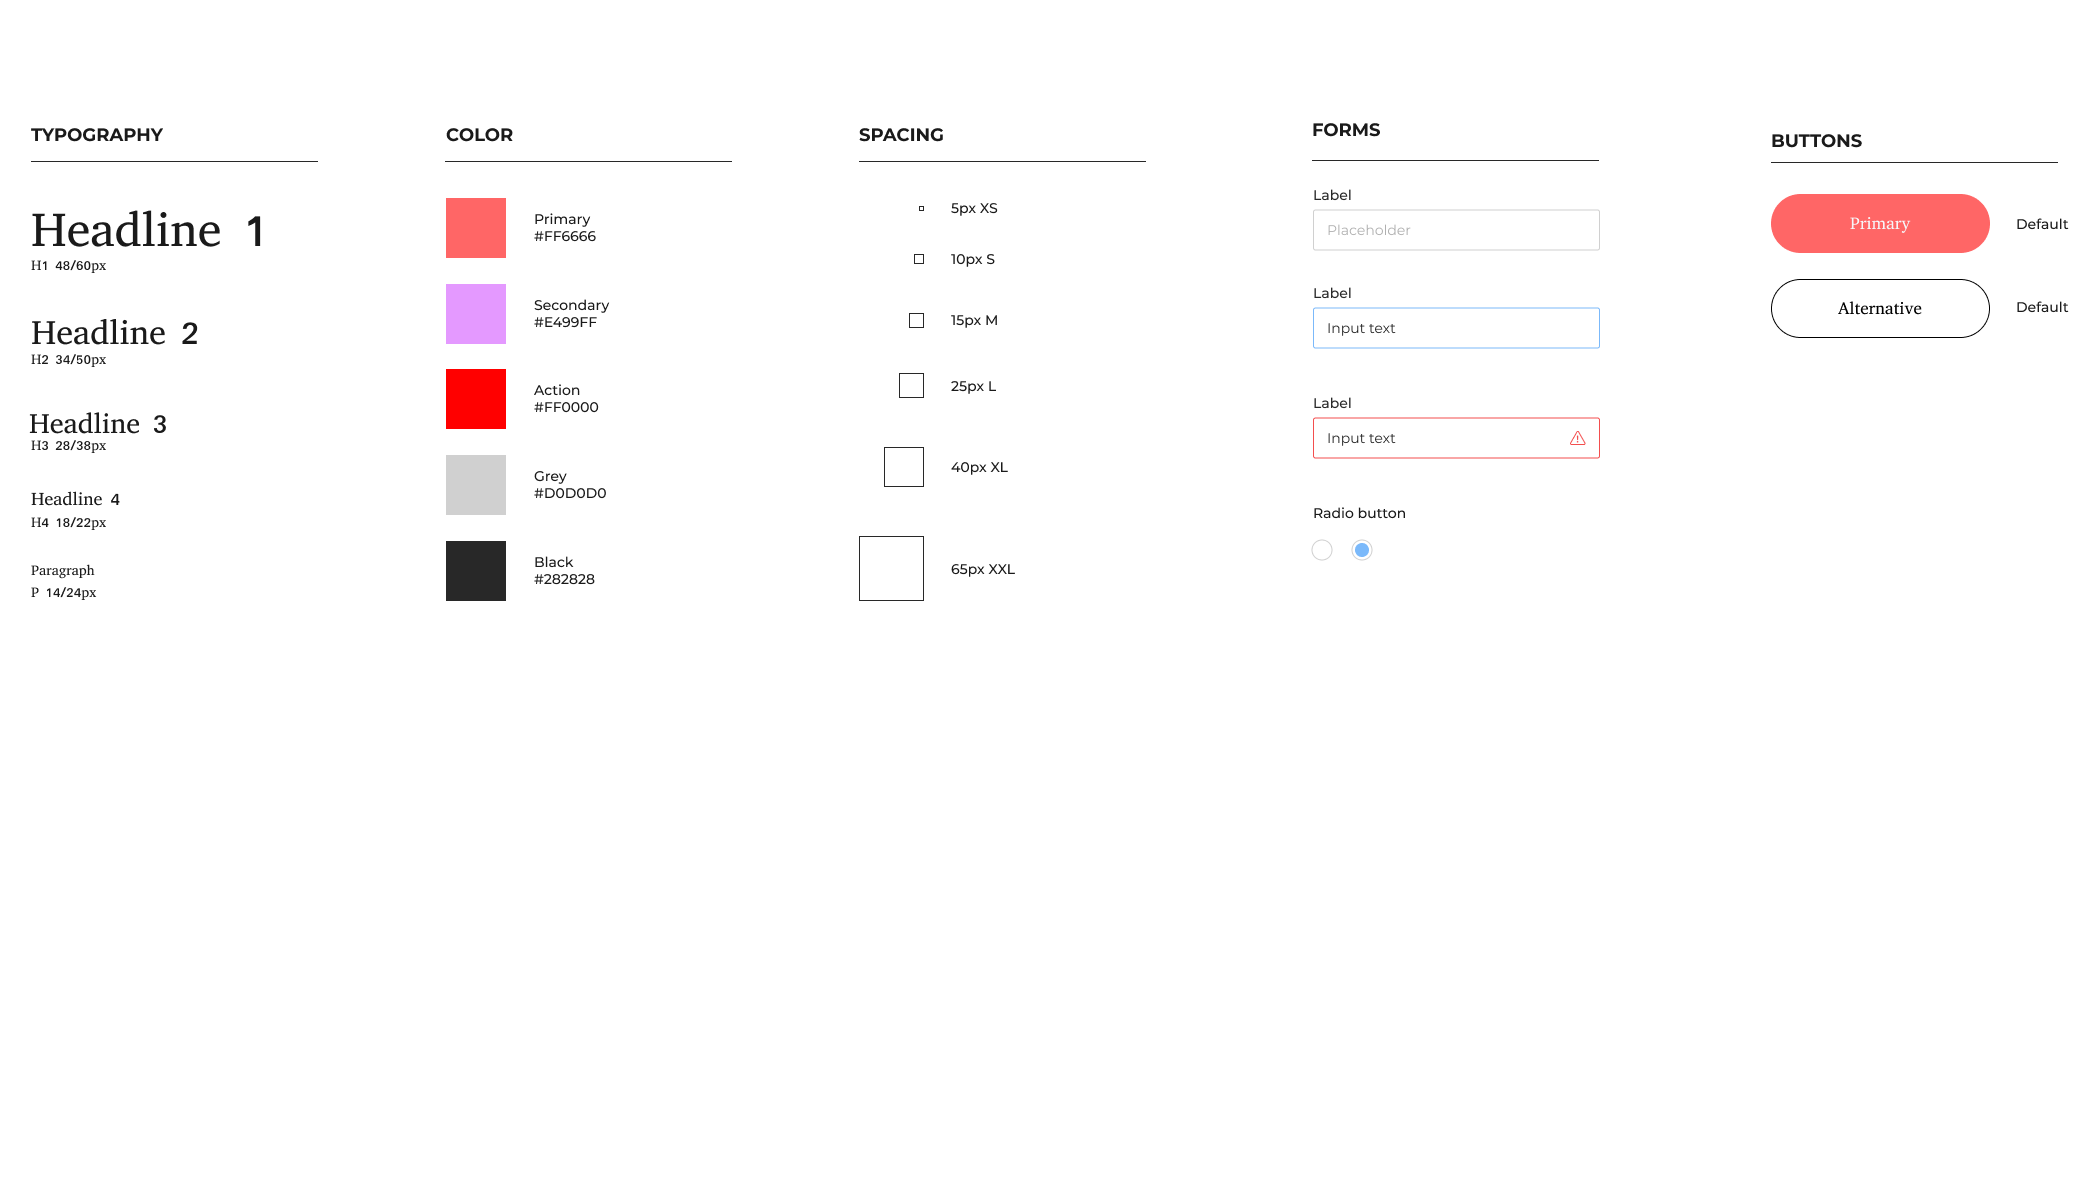 TYPOGRAPHY
Headline 1
H1 48/60px
Headline 2
H2 34/50px
Headline 3
H3 28/38px
Headline 4
H4 18/22px
Paragraph
P 14/24px
COLOR
Primary
#FF6666
Secondary
#E499FF
Action
#FF0000
Grey
#D0D0D0
Black
#282828
SPACING
5px XS
10px S
15px M
25px L
40px XL
65px XXL
FORMS
Label
Placeholder
Label
Input text
Label
Input text
Radio button
BUTTONS
Primary
Default
Alternative
Default